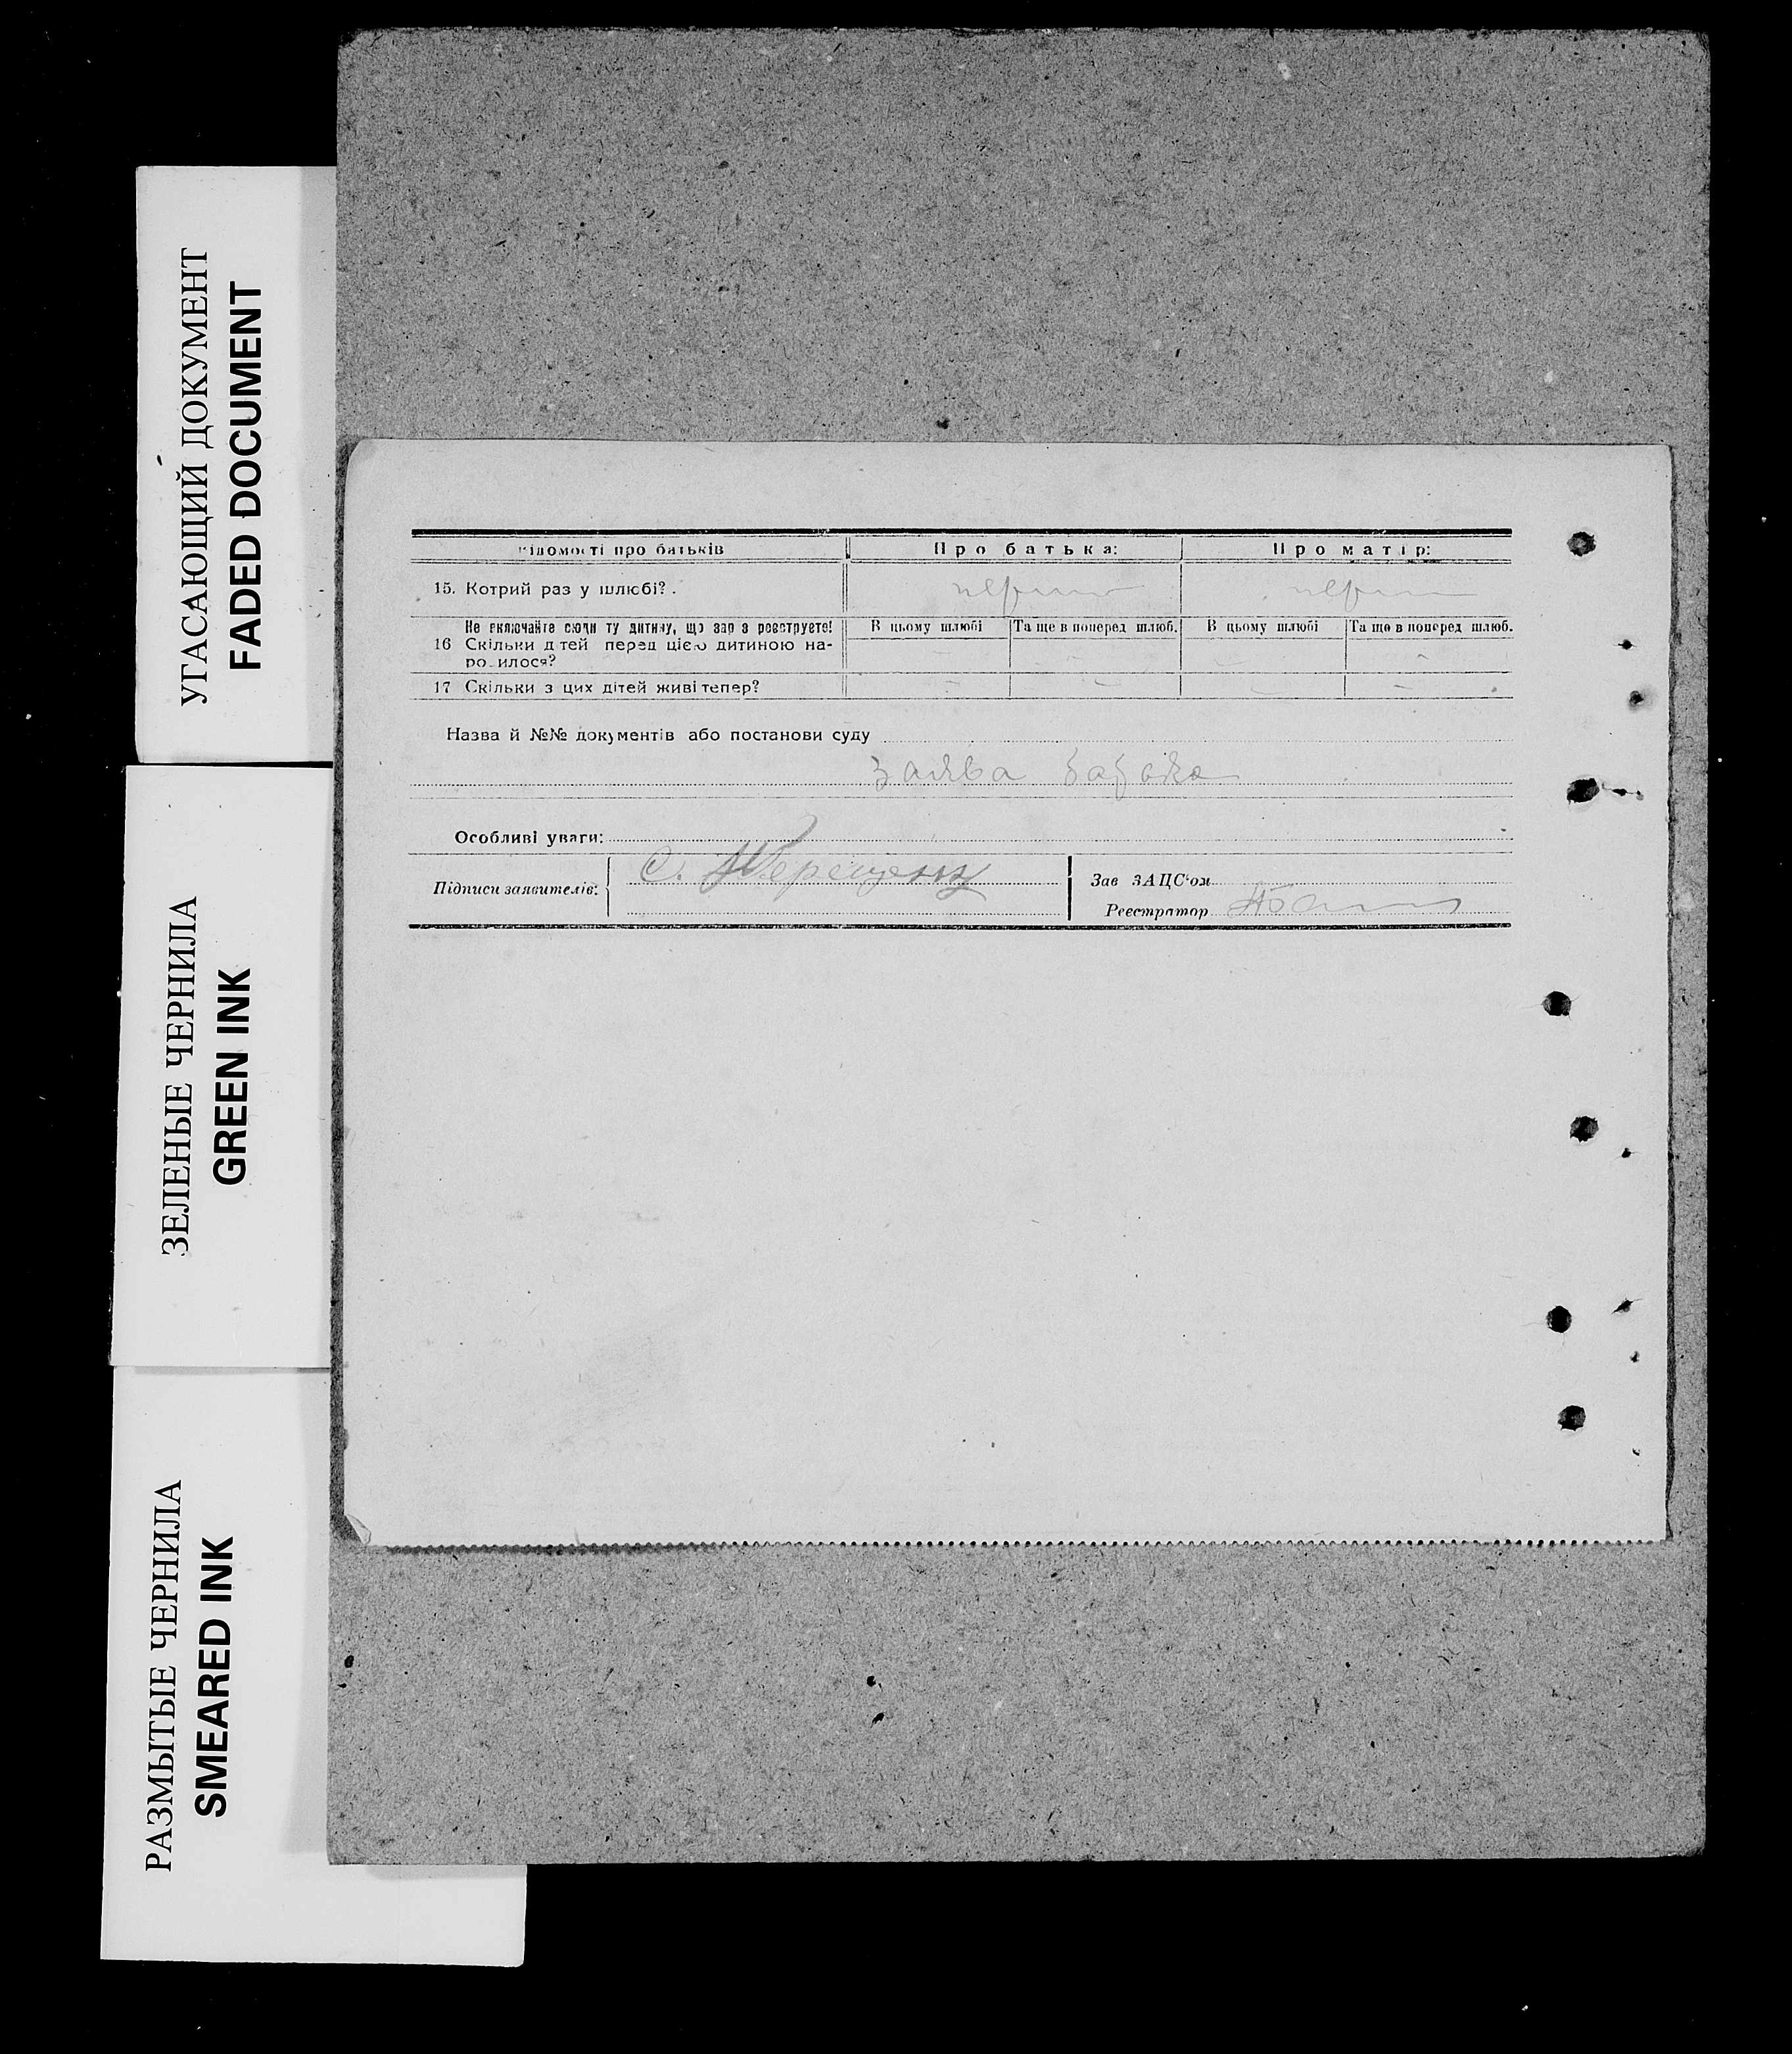 УГАСАЮЩИЙ ДОКУМЕНТ
FADED DOCUMENT
ЗЕЛЕНЫЕ ЧЕРНИЛА
GREEN INK
РАЗМЫТЫЕ ЧЕРНИЛА
SMEARED INK
відомості про батьків Про батька: Про матір:
15. Котрий раз у шлюбі?
Не включайте сюди ту дитину, що зар з реєструєте! В цьому шлюбі Та ще в поперед шлюб. В цьому шлюбі Та що в поперед шлюб.
16 Скільки дітей перед цією дитиною на-
родилося?
17 Скільки з цих дітей живі тепер?
Назва й №№ документів або постанови суду
заява батька
Особливі уваги:
С. Терещенко
Підписи заявителів: Зав ЗАЦС'ом
Реєстратор